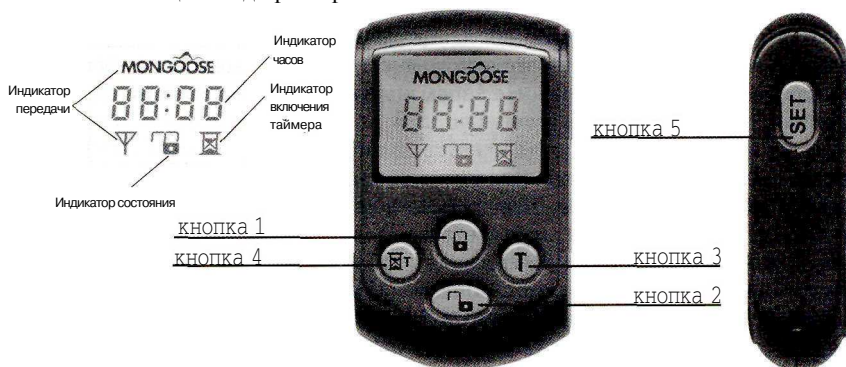 MONGOOSE
Индикатор
часов
Индикатор
передачи
88:88
Индикатор
включения
таймера
Индикатор состояния
MONGOOSE
88:88
SET
кнопка 5
кнопка 1
кнопка 4
T
T
кнопка 3
кнопка 2